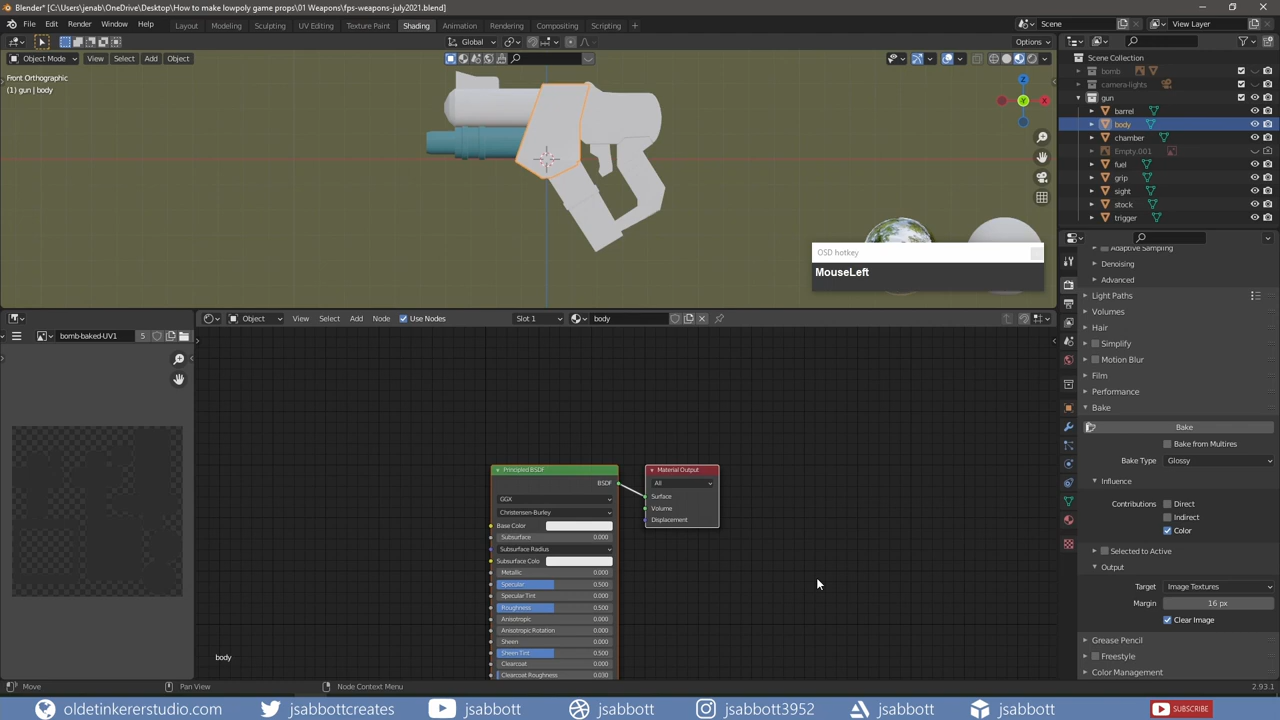 Blender* [C:\Users\jenab\OneDrive\Desktop\How to make lowpoly game props\01 Weapons\fps-weapons-july2021.blend]
File Edit Render Window Help Layout Modeling Sculpting UV Editing Texture Paint Shading Animation Rendering Compositing Scripting Scene View Layer
Global Options
Object Mode View Select Add Object
Front Orthographic
(1) gun | body
Z
X
Y
Scene Collection
bomb
camera-lights
gun
barrel
body
chamber
Empty.001
fuel
grip
sight
stock
trigger
OSD hotkey
MouseLeft
bomb-baked-UV1 5
Object View Select Add Node Use Nodes Slot 1 body
Principled BSDF
BSDF
GGX
Christensen-Burley
Base Color
Subsurface 0.000
Subsurface Radius
Subsurface Colo
Metallic 0.000
Specular 0.500
Specular Tint 0.000
Roughness 0.500
Anisotropic 0.000
Anisotropic Rotation 0.000
Sheen 0.000
Sheen Tint 0.500
Clearcoat 0.000
Clearcoat Roughness 0.030
Material Output
All
Surface
Volume
Displacement
body
Adaptive Sampling
Denoising
Advanced
Light Paths
Volumes
Hair
Simplify
Motion Blur
Film
Performance
Bake
Bake
Bake from Multires
Bake Type Glossy
Influence
Contributions Direct
Indirect
Color
Selected to Active
Output
Target Image Textures
Margin 16 px
Clear Image
Grease Pencil
Freestyle
Color Management
Move Pan View Node Context Menu 2.93.1
oldetinkererstudio.com jsabbottcreates jsabbott jsabbott jsabbott3952 jsabbott jsabbott SUBSCRIBE